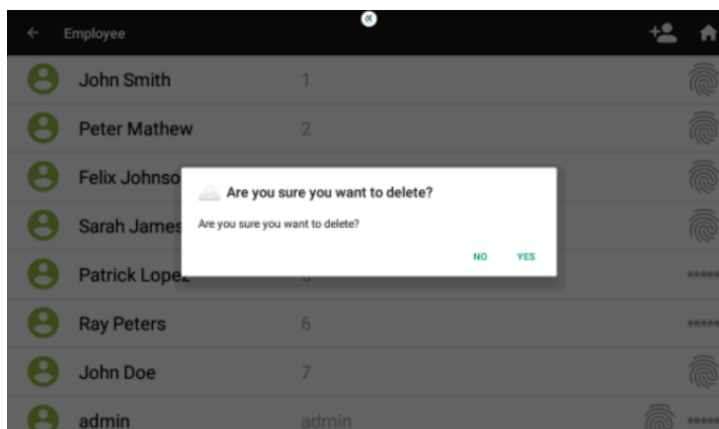 Employee
John Smith 1
Peter Mathew 2
Felix Johnso
Are you sure you want to delete?
Sarah James
Are you sure you want to delete?
NO YES
Patrick Lopez
*****
Ray Peters 6 *****
John Doe 7
admin admin *****